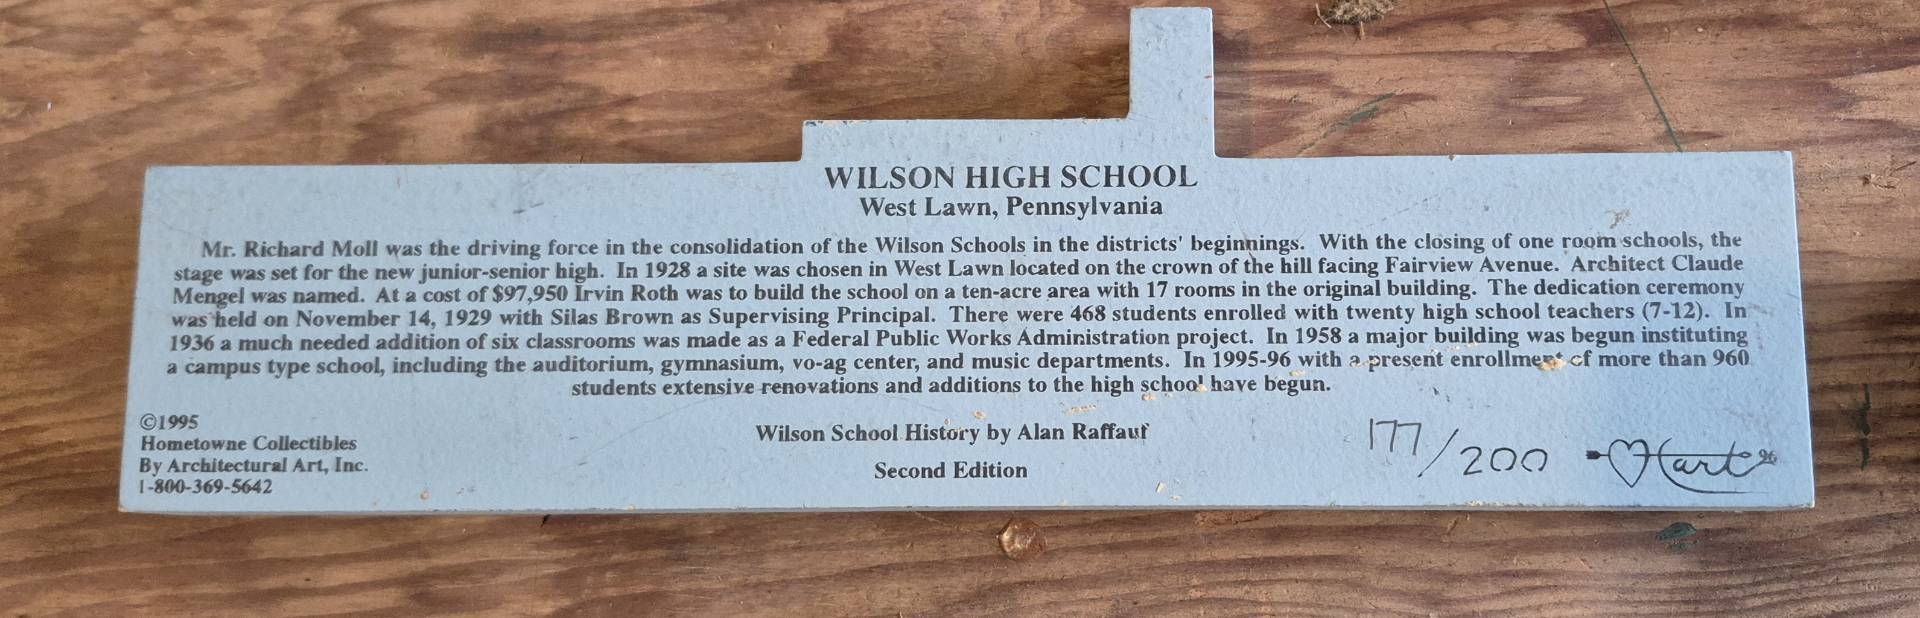 WILSON HIGH SCHOOL
West Lawn, Pennsylvania
Mr. Richard Moll was the driving force in the consolidation of the Wilson Schools in the districts' beginnings. With the closing of one room schools, the
stage was set for the new junior-senior high. In 1928 a site was chosen in West Lawn located on the crown of the hill facing Fairview Avenue. Architect Claude
Mengel was named. At a cost of $97,950 Irvin Roth was to build the school on a ten-acre area with 17 rooms in the original building. The dedication ceremony
was held on November 14, 1929 with Silas Brown as Supervising Principal. There were 468 students enrolled with twenty high school teachers (7-12). In
1936 a much needed addition of six classrooms was made as a Federal Public Works Administration project. In 1958 a major building was begun instituting
a campus type school, including the auditorium, gymnasium, vo-ag center, and music departments. In 1995-96 with a present enrollment of more than 960
students extensive renovations and additions to the high school have begun.
©1995
Hometowne Collectibles
By Architectural Art, Inc.
1-800-369-5642
Wilson School History by Alan Raffauf
Second Edition
177/200
Hart 96